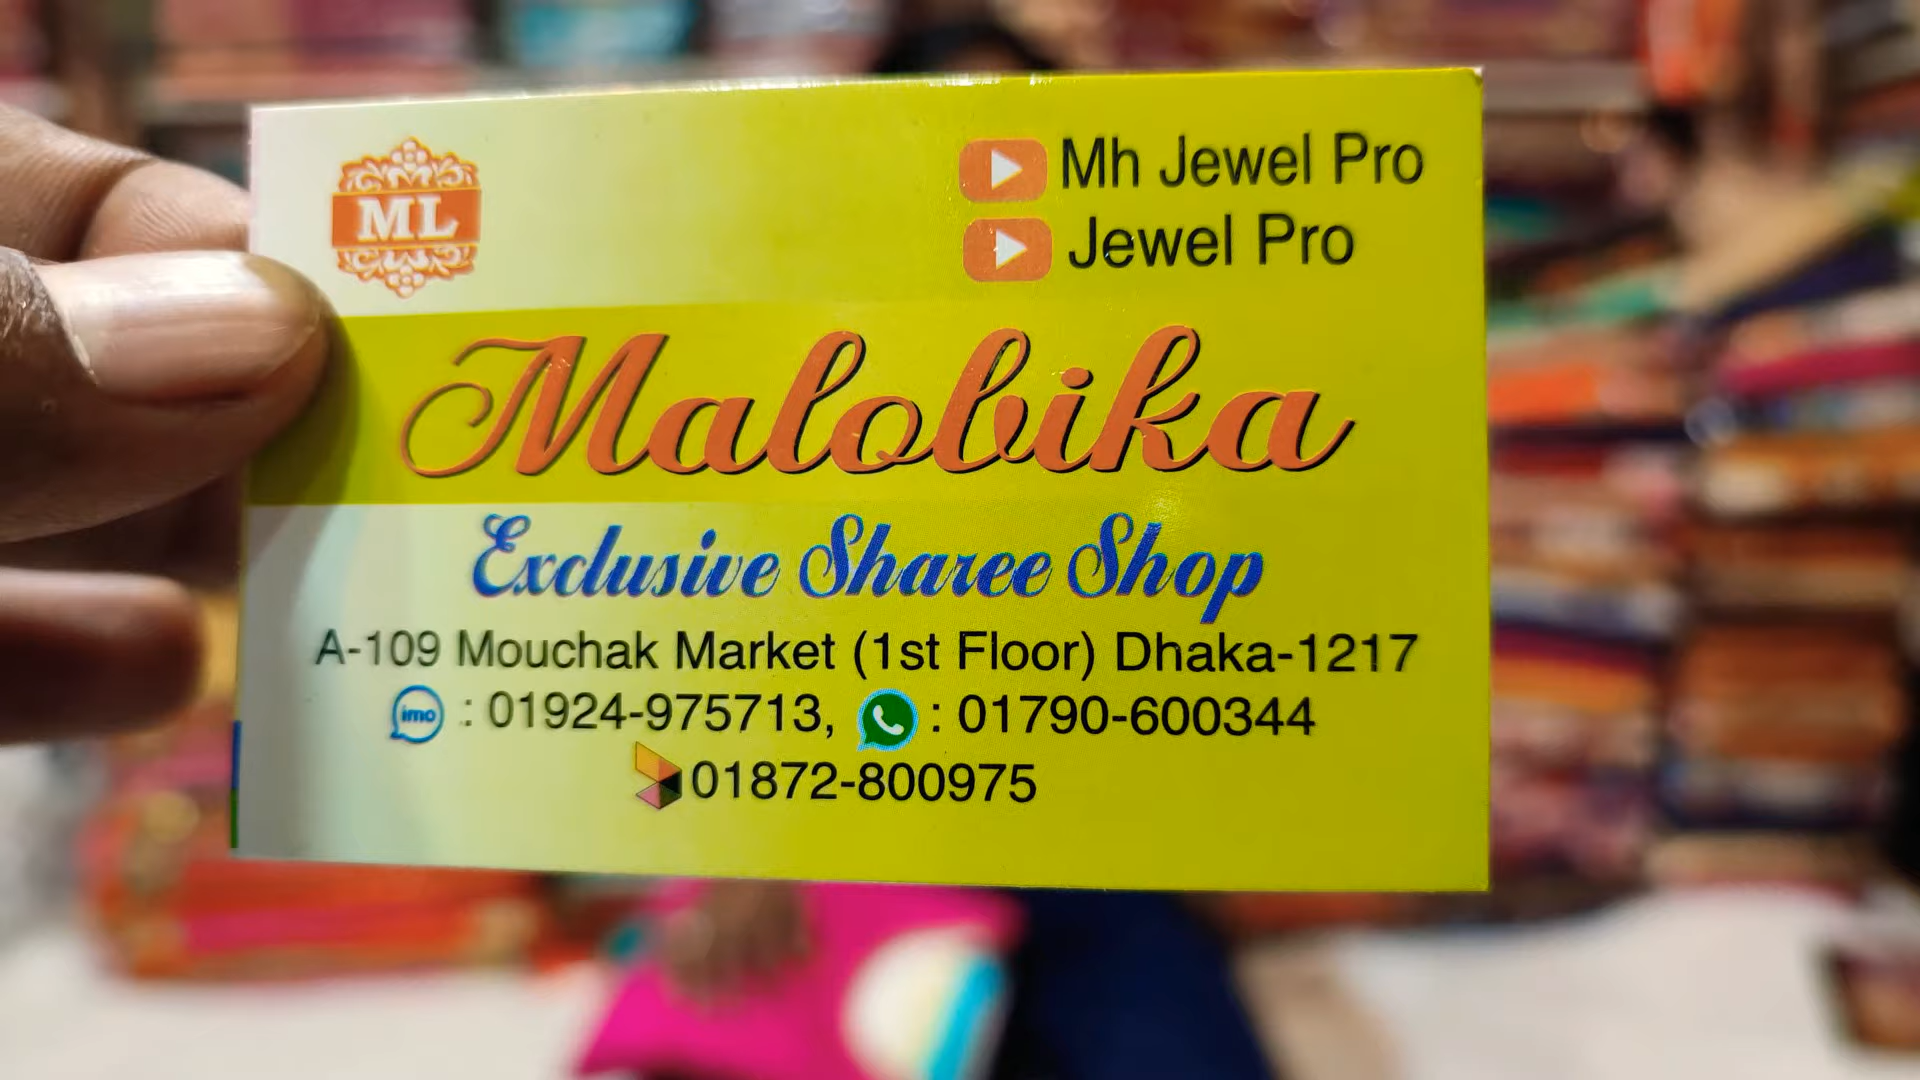 ML
Mh Jewel Pro
Jewel Pro
Malobika
Exclusive Sharee Shop
A-109 Mouchak Market (1st Floor) Dhaka-1217
imo : 01924-975713, : 01790-600344
01872-800975